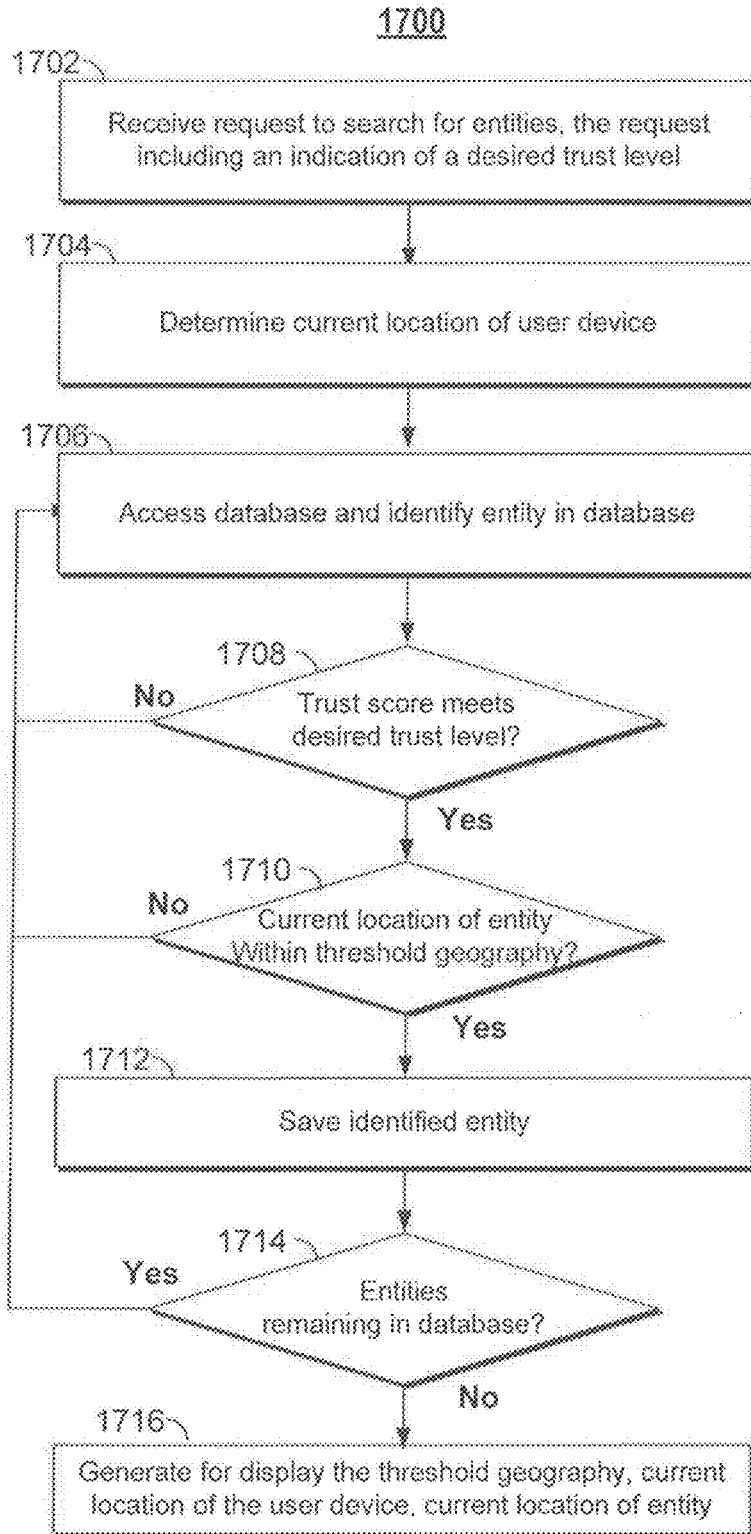 1700
1702
Receive request to search for entities, the request
including an indication of a desired trust level
1704
Determine current location of user device
1706
Access database and identify entity in database
1708
No
Trust score meets
desired trust level?
Yes
1710
No
Current location of entity
Within threshold geography?
Yes
1712
Save identified entity
1714
Yes
Entities
remaining in database?
No
1716
Generate for display the threshold geography, current
location of the user device, current location of entity